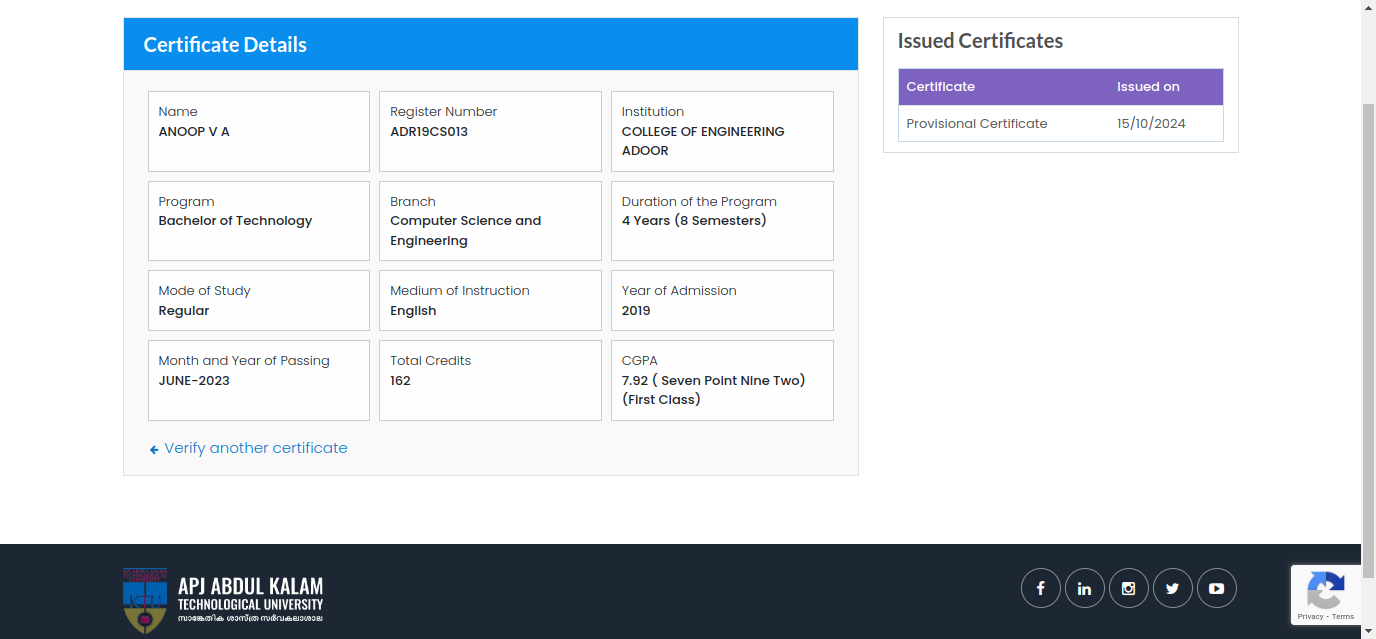 Certificate Details
Name
ANOOP V A
Register Number
ADR19CS013
Institution
COLLEGE OF ENGINEERING
ADOOR
Program
Bachelor of Technology
Branch
Computer Science and
Engineering
Duration of the Program
4 Years (8 Semesters)
Mode of Study
Regular
Medium of Instruction
English
Year of Admission
2019
Month and Year of Passing
JUNE-2023
Total Credits
162
CGPA
7.92 ( Seven Point Nine Two)
(First Class)
Verify another certificate
Issued Certificates
Certificate Issued on
Provisional Certificate 15/10/2024
APJ ABDUL KALAM
TECHNOLOGICAL UNIVERSITY
സാങ്കേതിക ശാസ്ത്ര സർവകലാശാല
KTU
Privacy - Terms